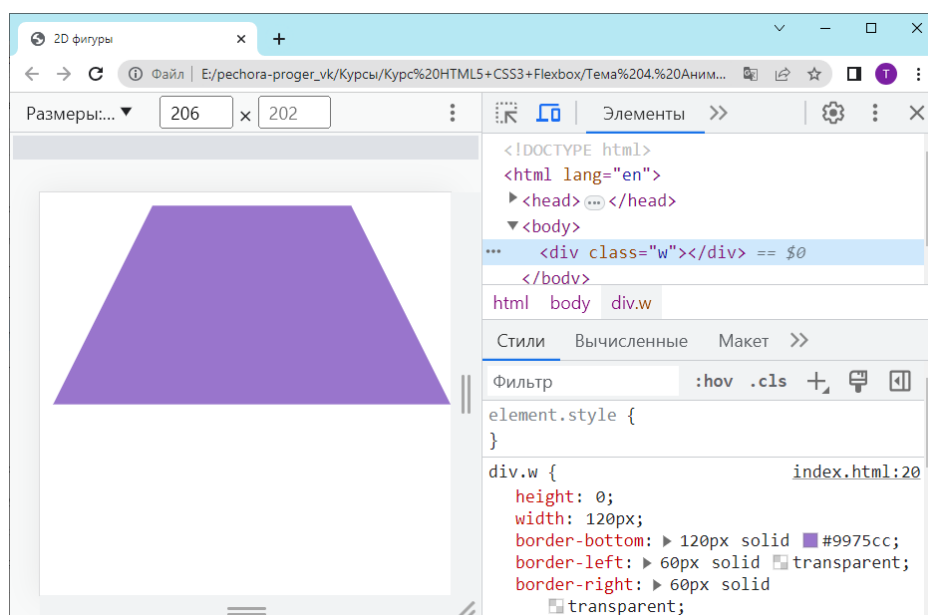 2D фигуры
Файл | E:/pechora-proger_vk/Курсы/Курс%20HTML5+CSS3+Flexbox/Тема%204.%20Аним...
T
Размеры:... 206 × 202
Элементы
<!DOCTYPE html>
<html lang="en">
<head> ••• </head>
<body>
••• <div class="w"></div> == $0
</body>
html body div.w
Стили Вычисленные Макет
Фильтр :hov .cls
element.style {
}
div.w { index.html:20
height: 0;
width: 120px;
border-bottom: 120px solid #9975cc;
border-left: 60px solid transparent;
border-right: 60px solid
transparent;